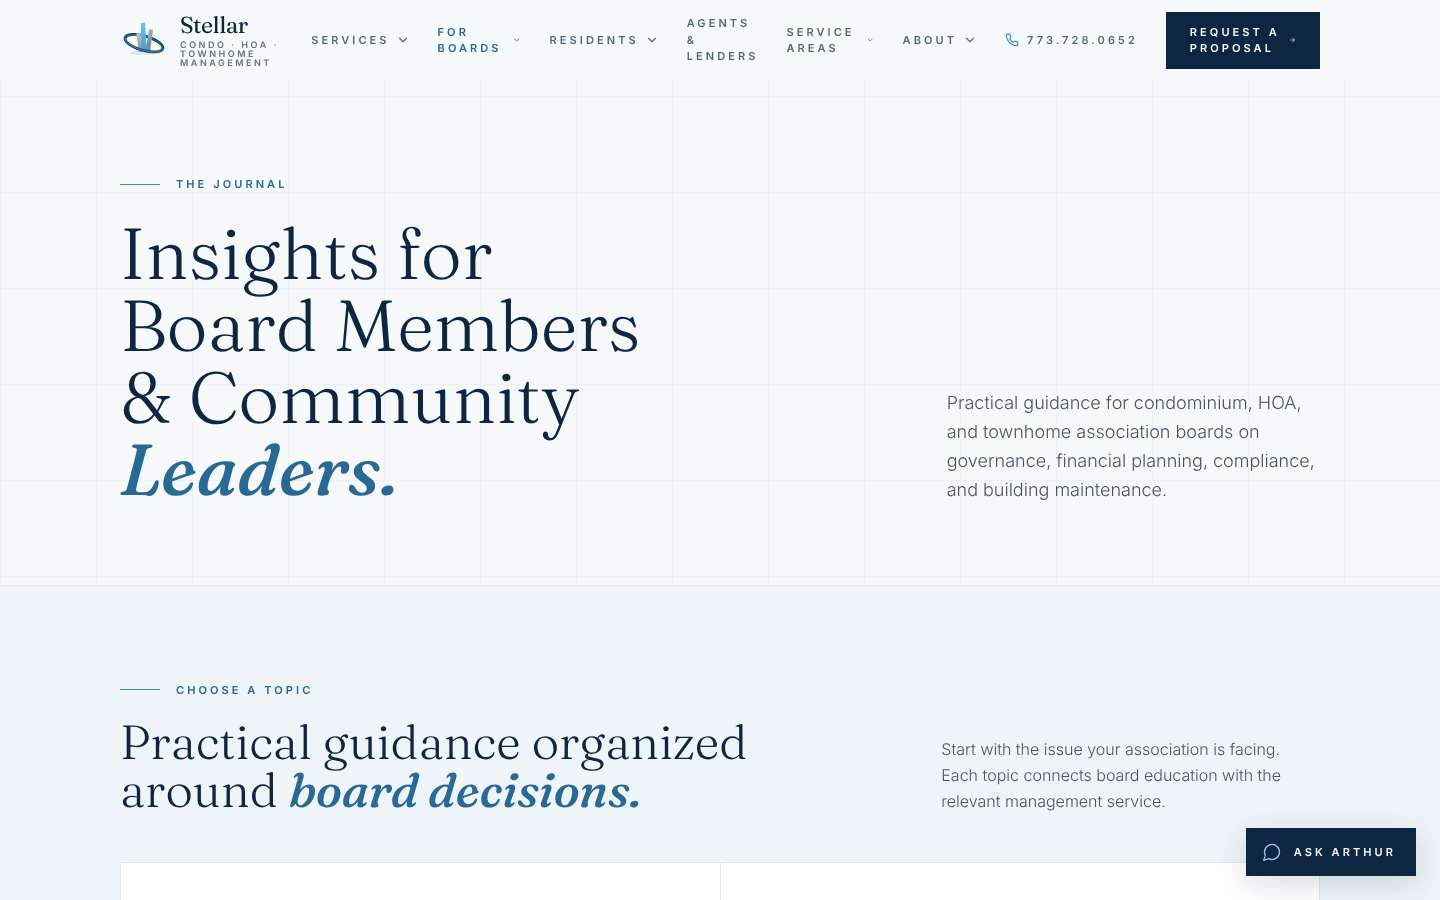 Stellar
CONDO · HOA ·
TOWNHOME
MANAGEMENT
SERVICES
FOR
BOARDS
RESIDENTS
AGENTS
&
LENDERS
SERVICE
AREAS
ABOUT
773.728.0652
REQUEST A
PROPOSAL
THE JOURNAL
Insights for
Board Members
& Community
Leaders.
Practical guidance for condominium, HOA,
and townhome association boards on
governance, financial planning, compliance,
and building maintenance.
CHOOSE A TOPIC
Practical guidance organized
around board decisions.
Start with the issue your association is facing.
Each topic connects board education with the
relevant management service.
ASK ARTHUR